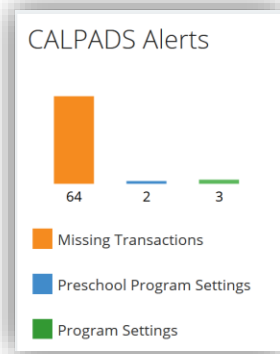 CALPADS Alerts
64 2 3
Missing Transactions
Preschool Program Settings
Program Settings